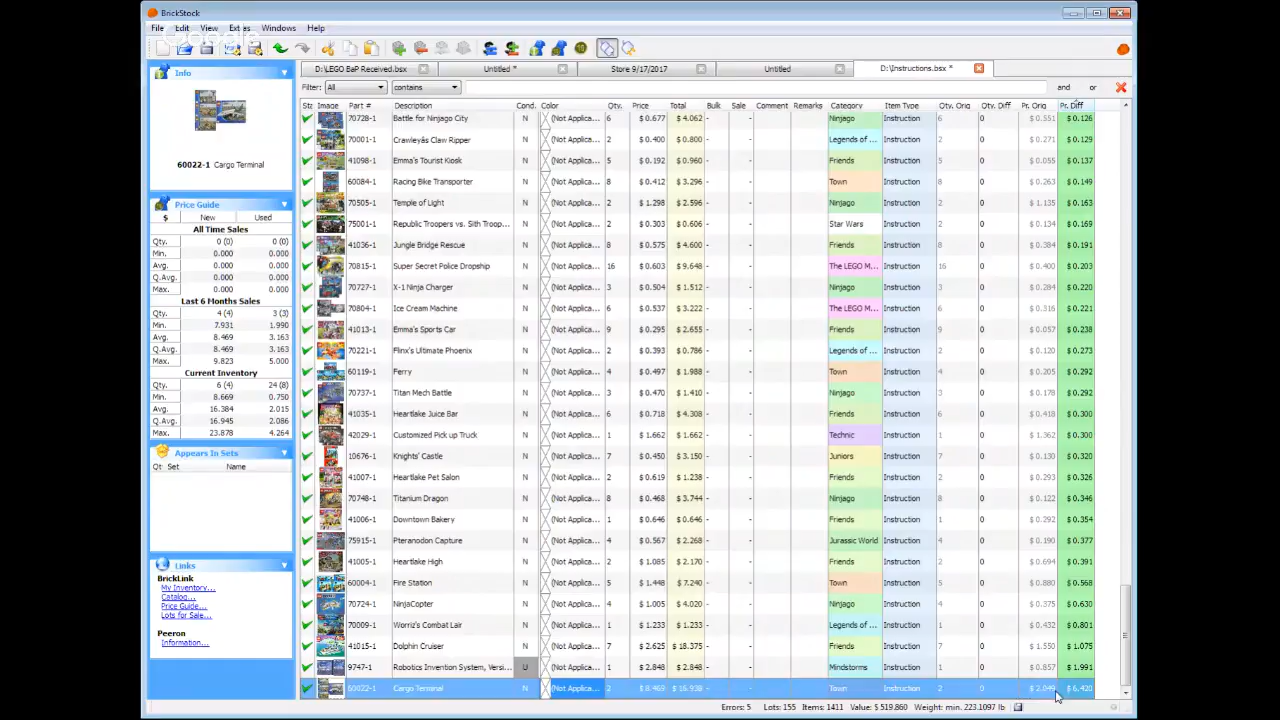 BrickStock
File Edit View Extras Windows Help
Google
Info
60022-1 Cargo Terminal
Price Guide
$ New Used
All Time Sales
Qty. 0 (0) 0 (0)
Min. 0.000 0.000
Avg. 0.000 0.000
Q.Avg. 0.000 0.000
Max. 0.000 0.000
Last 6 Months Sales
Qty. 4 (4) 3 (3)
Min. 7.931 1.990
Avg. 8.469 3.163
Q.Avg. 8.469 3.163
Max. 9.823 5.000
Current Inventory
Qty. 6 (4) 24 (8)
Min. 8.669 0.750
Avg. 16.384 2.015
Q.Avg. 16.945 2.086
Max. 23.878 4.264
Appears In Sets
Qt Set Name
Links
BrickLink
My Inventory...
Catalog...
Price Guide...
Lots for Sale...
Peeron
Information...
D:\LEGO BaP Received.bsx Untitled * Store 9/17/2017 Untitled D:\Instructions.bsx *
Filter: All contains and or
Image Part # Description Cond. Color Qty. Price Total Bulk Sale Comment Remarks Category Item Type Qty. Orig Qty. Diff Pr. Orig Pr. Diff
70728-1 Battle for Ninjago City N (Not Applica... 6 $ 0.677 $ 4.062 - - Ninjago Instruction 6 0 $ 0.551 $ 0.126
70001-1 Crawleyâs Claw Ripper N (Not Applica... 2 $ 0.400 $ 0.800 - - Legends of ... Instruction 2 0 $ 0.271 $ 0.129
41098-1 Emma's Tourist Kiosk N (Not Applica... 5 $ 0.192 $ 0.960 - - Friends Instruction 5 0 $ 0.055 $ 0.137
60084-1 Racing Bike Transporter N (Not Applica... 8 $ 0.412 $ 3.296 - - Town Instruction 8 0 $ 0.263 $ 0.149
70505-1 Temple of Light N (Not Applica... 2 $ 1.298 $ 2.596 - - Ninjago Instruction 2 0 $ 1.135 $ 0.163
75001-1 Republic Troopers vs. Sith Troop... N (Not Applica... 2 $ 0.303 $ 0.606 - - Star Wars Instruction 2 0 $ 0.134 $ 0.169
41036-1 Jungle Bridge Rescue N (Not Applica... 8 $ 0.575 $ 4.600 - - Friends Instruction 8 0 $ 0.384 $ 0.191
70815-1 Super Secret Police Dropship N (Not Applica... 16 $ 0.603 $ 9.648 - - The LEGO M... Instruction 16 0 $ 0.400 $ 0.203
70727-1 X-1 Ninja Charger N (Not Applica... 3 $ 0.504 $ 1.512 - - Ninjago Instruction 3 0 $ 0.284 $ 0.220
70804-1 Ice Cream Machine N (Not Applica... 6 $ 0.537 $ 3.222 - - The LEGO M... Instruction 6 0 $ 0.316 $ 0.221
41013-1 Emma's Sports Car N (Not Applica... 9 $ 0.295 $ 2.655 - - Friends Instruction 9 0 $ 0.057 $ 0.238
70221-1 Flinx's Ultimate Phoenix N (Not Applica... 2 $ 0.393 $ 0.786 - - Legends of ... Instruction 2 0 $ 0.120 $ 0.273
60119-1 Ferry N (Not Applica... 4 $ 0.497 $ 1.988 - - Town Instruction 4 0 $ 0.205 $ 0.292
70737-1 Titan Mech Battle N (Not Applica... 3 $ 0.470 $ 1.410 - - Ninjago Instruction 3 0 $ 0.178 $ 0.292
41035-1 Heartlake Juice Bar N (Not Applica... 6 $ 0.718 $ 4.308 - - Friends Instruction 6 0 $ 0.418 $ 0.300
42029-1 Customized Pick up Truck N (Not Applica... 1 $ 1.662 $ 1.662 - - Technic Instruction 1 0 $ 1.362 $ 0.300
10676-1 Knights' Castle N (Not Applica... 7 $ 0.450 $ 3.150 - - Juniors Instruction 7 0 $ 0.130 $ 0.320
41007-1 Heartlake Pet Salon N (Not Applica... 2 $ 0.619 $ 1.238 - - Friends Instruction 2 0 $ 0.293 $ 0.326
70748-1 Titanium Dragon N (Not Applica... 8 $ 0.468 $ 3.744 - - Ninjago Instruction 8 0 $ 0.122 $ 0.346
41006-1 Downtown Bakery N (Not Applica... 1 $ 0.646 $ 0.646 - - Friends Instruction 1 0 $ 0.292 $ 0.354
75915-1 Pteranodon Capture N (Not Applica... 4 $ 0.567 $ 2.268 - - Jurassic World Instruction 4 0 $ 0.190 $ 0.377
41005-1 Heartlake High N (Not Applica... 2 $ 1.085 $ 2.170 - - Friends Instruction 2 0 $ 0.694 $ 0.391
60004-1 Fire Station N (Not Applica... 5 $ 1.448 $ 7.240 - - Town Instruction 5 0 $ 0.880 $ 0.568
70724-1 NinjaCopter N (Not Applica... 4 $ 1.005 $ 4.020 - - Ninjago Instruction 4 0 $ 0.375 $ 0.630
70009-1 Worriz's Combat Lair N (Not Applica... 1 $ 1.233 $ 1.233 - - Legends of ... Instruction 1 0 $ 0.432 $ 0.801
41015-1 Dolphin Cruiser N (Not Applica... 7 $ 2.625 $ 18.375 - - Friends Instruction 7 0 $ 1.550 $ 1.075
9747-1 Robotics Invention System, Versi... U (Not Applica... 1 $ 2.848 $ 2.848 - - Mindstorms Instruction 1 0 $ 0.857 $ 1.991
60022-1 Cargo Terminal N (Not Applica... 2 $ 8.469 $ 16.938 - - Town Instruction 2 0 $ 2.049 $ 6.420
Errors: 5 Lots: 155 Items: 1411 Value: $ 519.860 Weight: min. 223.1097 lb